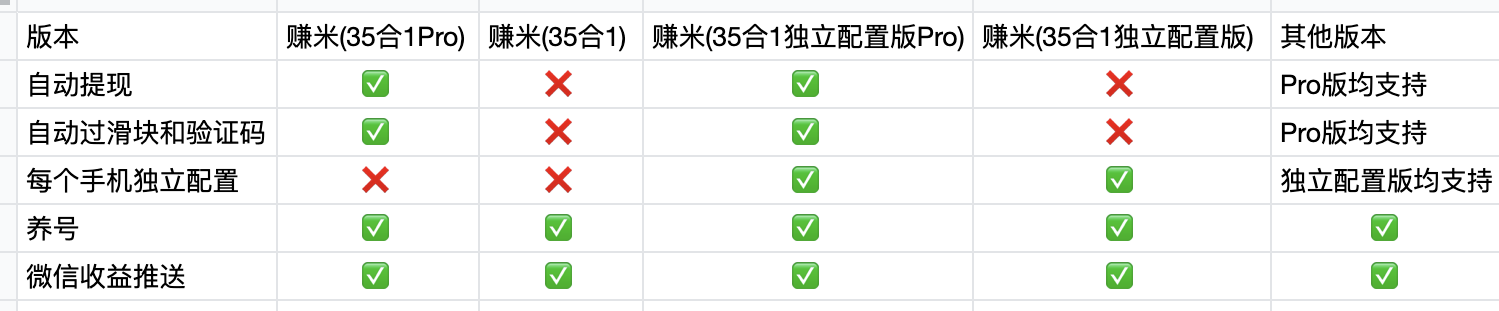 版本 赚米(35合1Pro) 赚米(35合1) 赚米(35合1独立配置版Pro) 赚米(35合1独立配置版) 其他版本
自动提现 ✅ ❌ ✅ ❌ Pro版均支持
自动过滑块和验证码 ✅ ❌ ✅ ❌ Pro版均支持
每个手机独立配置 ❌ ❌ ✅ ✅ 独立配置版均支持
养号 ✅ ✅ ✅ ✅ ✅
微信收益推送 ✅ ✅ ✅ ✅ ✅